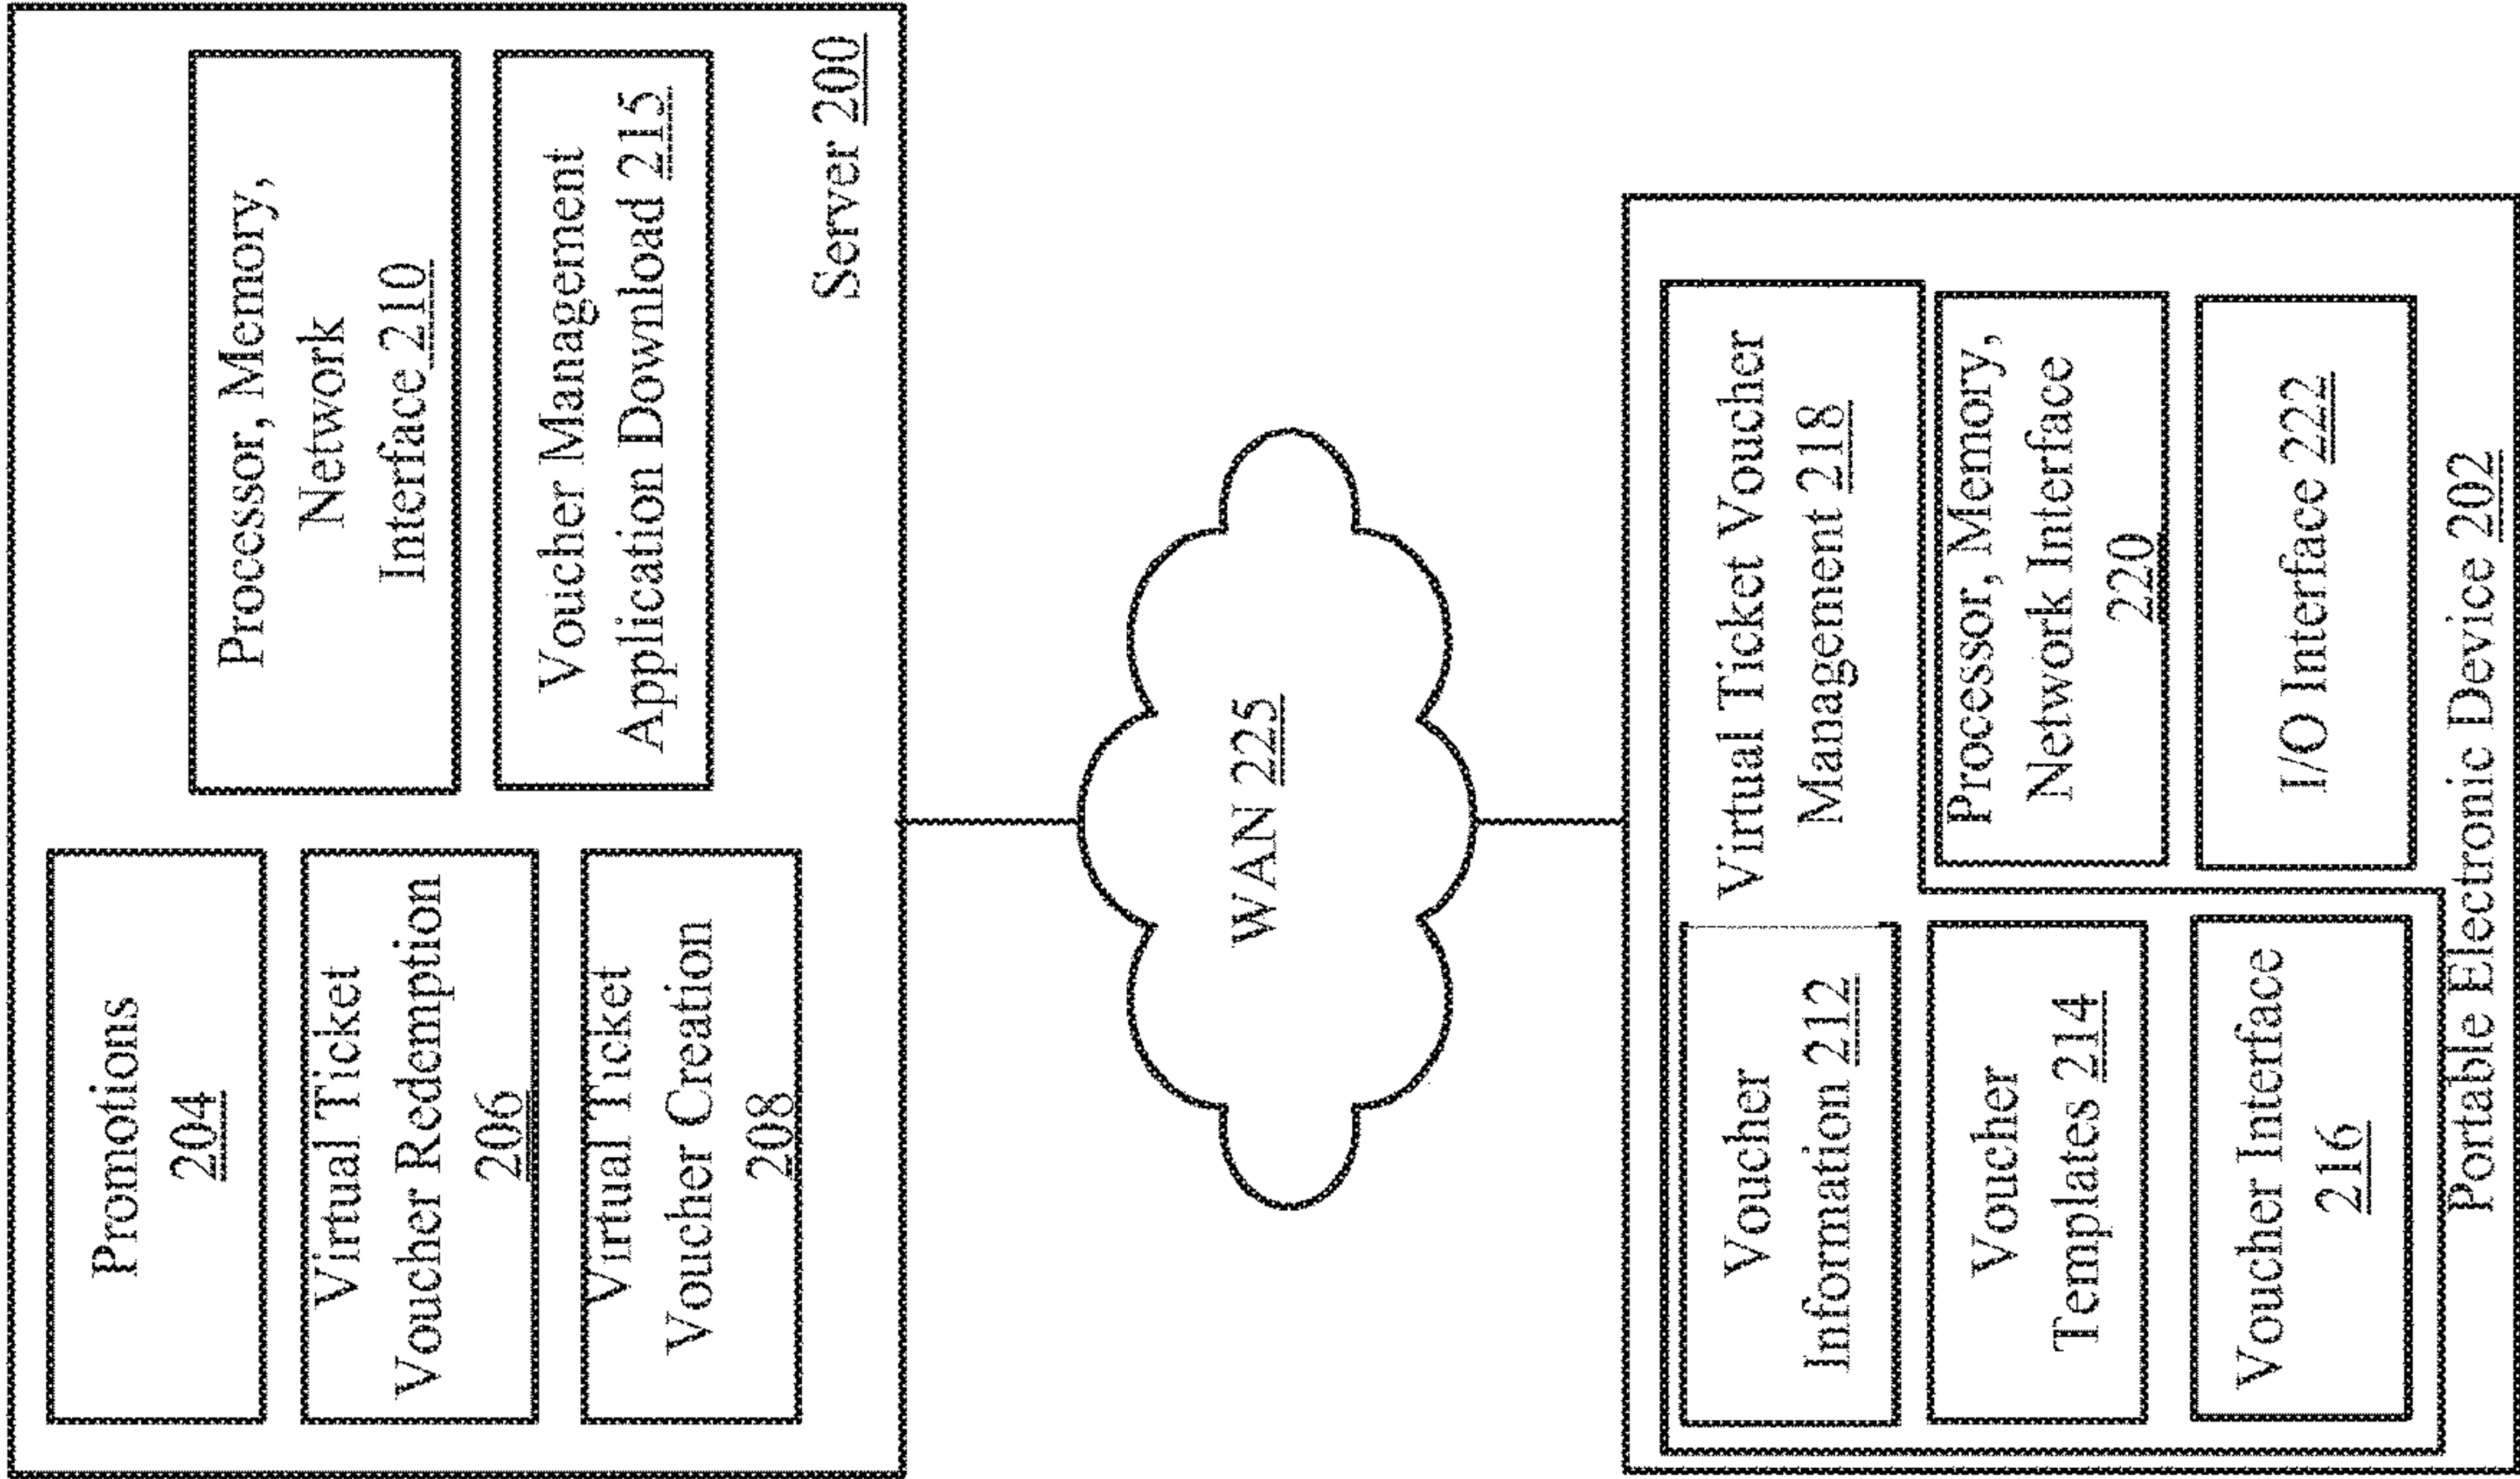 Promotions
204
Virtual Ticket
Voucher Redemption
206
Virtual Ticket
Voucher Creation
208
Processor, Memory,
Network
Interface 210
Voucher Management
Application Download 215
Server 200
WAN 225
Virtual Ticket Voucher
Management 218
Voucher
Information 212
Voucher
Templates 214
Voucher Interface
216
Processor, Memory,
Network Interface
220
I/O Interface 222
Portable Electronic Device 202